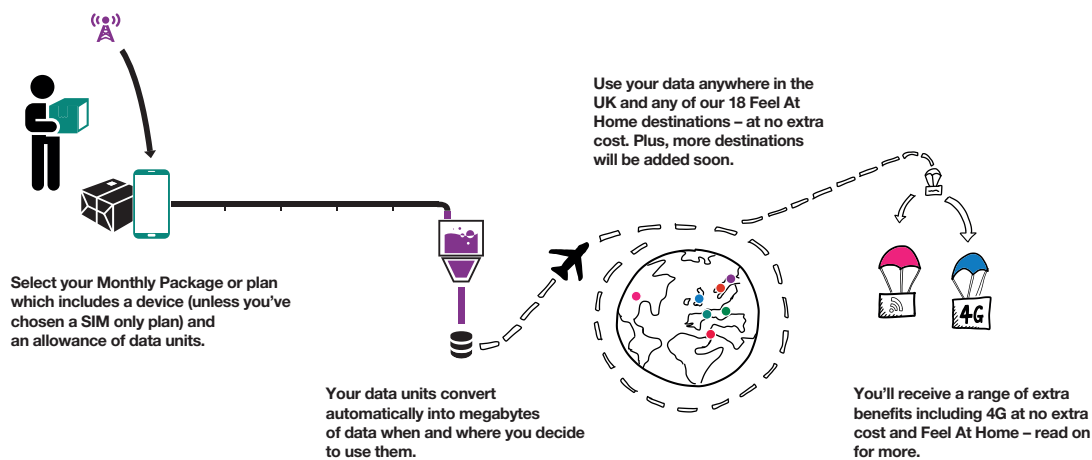 Use your data anywhere in the
UK and any of our 18 Feel At
Home destinations – at no extra
cost. Plus, more destinations
will be added soon.
Select your Monthly Package or plan
which includes a device (unless you’ve
chosen a SIM only plan) and
an allowance of data units.
4G
Your data units convert
automatically into megabytes
of data when and where you decide
to use them.
You’ll receive a range of extra
benefits including 4G at no extra
cost and Feel At Home – read on
for more.